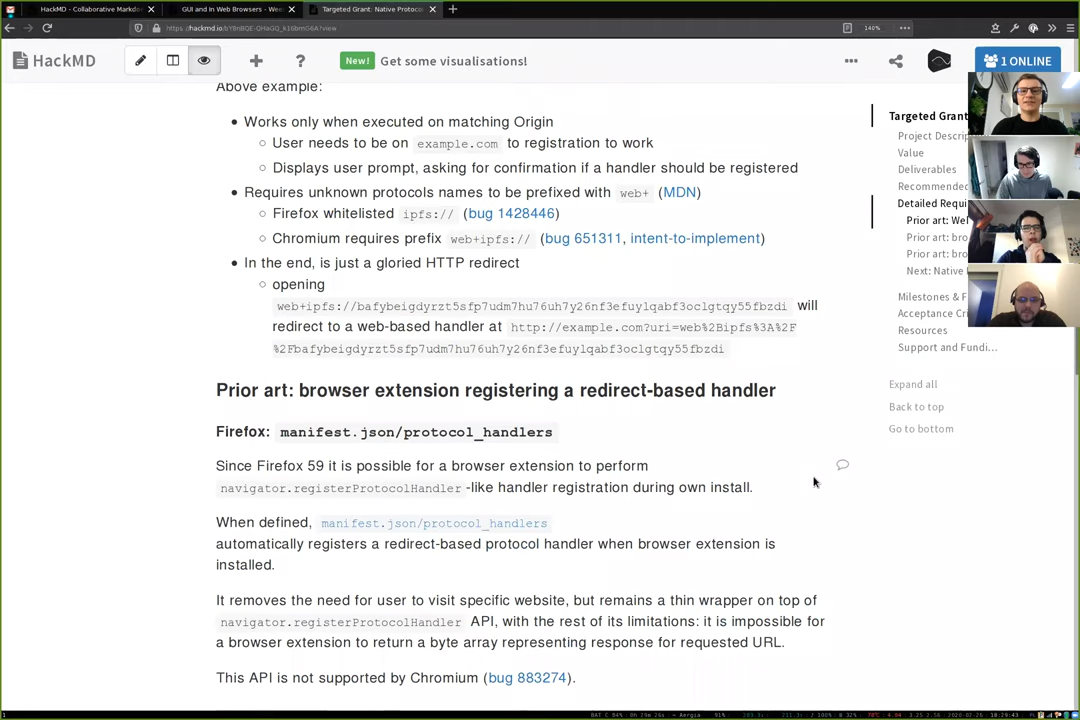 HackMD - Collaborative Markdo
GUI and In Web Browsers - Wee
Targeted Grant: Native Protoco
https://hackmd.io/bY8nBQE-QHaGQ_k16bmG6A?view
140%
HackMD
New! Get some visualisations!
1 ONLINE
Above example:
Works only when executed on matching Origin
User needs to be on example.com to registration to work
Displays user prompt, asking for confirmation if a handler should be registered
Requires unknown protocols names to be prefixed with web+ (MDN)
Firefox whitelisted ipfs:// (bug 1428446)
Chromium requires prefix web+ipfs:// (bug 651311, intent-to-implement)
In the end, is just a gloried HTTP redirect
opening
web+ipfs://bafybeigdyrzt5sfp7udm7hu76uh7y26nf3efuylqabf3oclgtqy55fbzdi will
redirect to a web-based handler at http://example.com?uri=web%2Bipfs%3A%2F
%2Fbafybeigdyrzt5sfp7udm7hu76uh7y26nf3efuylqabf3oclgtqy55fbzdi
Prior art: browser extension registering a redirect-based handler
Firefox: manifest.json/protocol_handlers
Since Firefox 59 it is possible for a browser extension to perform
navigator.registerProtocolHandler-like handler registration during own install.
When defined, manifest.json/protocol_handlers
automatically registers a redirect-based protocol handler when browser extension is
installed.
It removes the need for user to visit specific website, but remains a thin wrapper on top of
navigator.registerProtocolHandler API, with the rest of its limitations: it is impossible for
a browser extension to return a byte array representing response for requested URL.
This API is not supported by Chromium (bug 883274).
Targeted Grant
Project Descrip
Value
Deliverables
Recommended
Detailed Requi
Prior art: Wel
Prior art: bro
Prior art: bro
Next: Native
Milestones & F
Acceptance Cri
Resources
Support and Fundi…
Expand all
Back to top
Go to bottom